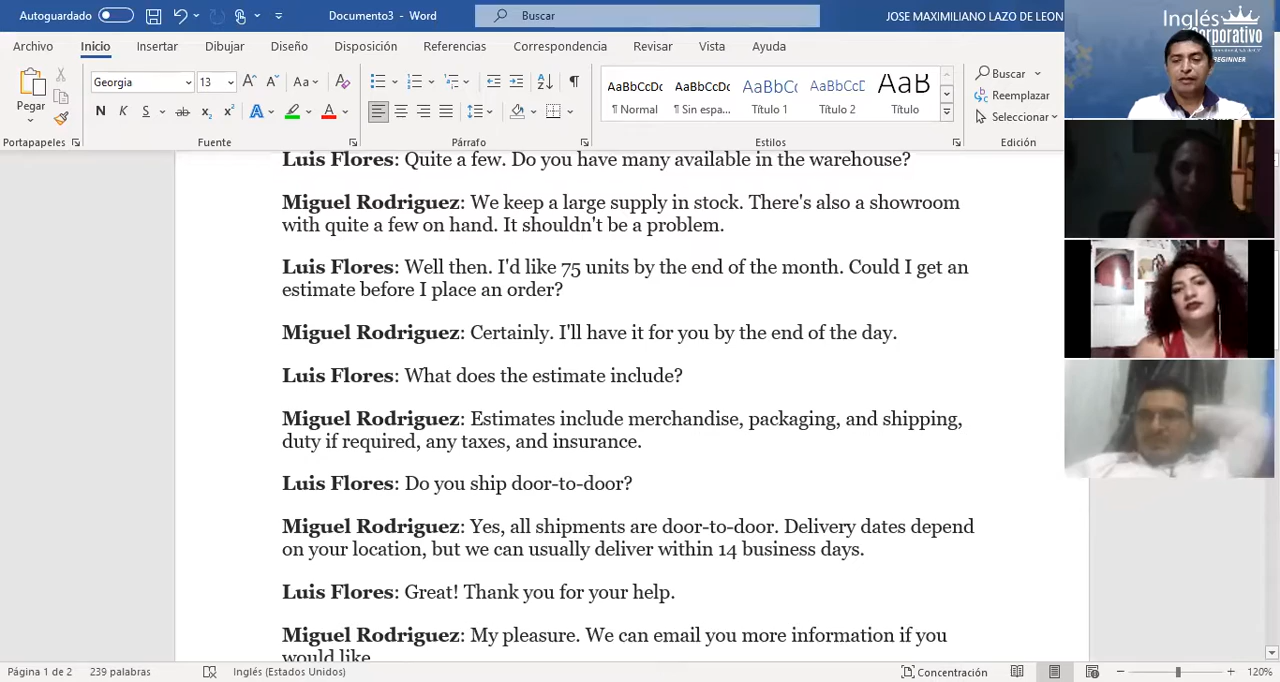 Autoguardado Documento3 - Word Buscar JOSE MAXIMILIANO LAZO DE LEON
Archivo Inicio Insertar Dibujar Diseño Disposición Referencias Correspondencia Revisar Vista Ayuda
Pegar Georgia 13 Aa
N K S ab x₂ x² A A
AaBbCcDc AaBbCcDc AaBbCc AaBbCcD AaB
¶ Normal ¶ Sin espa... Título 1 Título 2 Título
Buscar
Reemplazar
Seleccionar
Portapapeles Fuente Párrafo Estilos Edición
Inglés
Corporativo
BEGINNER
Luis Flores: Quite a few. Do you have many available in the warehouse?
Miguel Rodriguez: We keep a large supply in stock. There's also a showroom
with quite a few on hand. It shouldn't be a problem.
Luis Flores: Well then. I'd like 75 units by the end of the month. Could I get an
estimate before I place an order?
Miguel Rodriguez: Certainly. I'll have it for you by the end of the day.
Luis Flores: What does the estimate include?
Miguel Rodriguez: Estimates include merchandise, packaging, and shipping,
duty if required, any taxes, and insurance.
Luis Flores: Do you ship door-to-door?
Miguel Rodriguez: Yes, all shipments are door-to-door. Delivery dates depend
on your location, but we can usually deliver within 14 business days.
Luis Flores: Great! Thank you for your help.
Miguel Rodriguez: My pleasure. We can email you more information if you
would like
Página 1 de 2 239 palabras Inglés (Estados Unidos) Concentración 120%